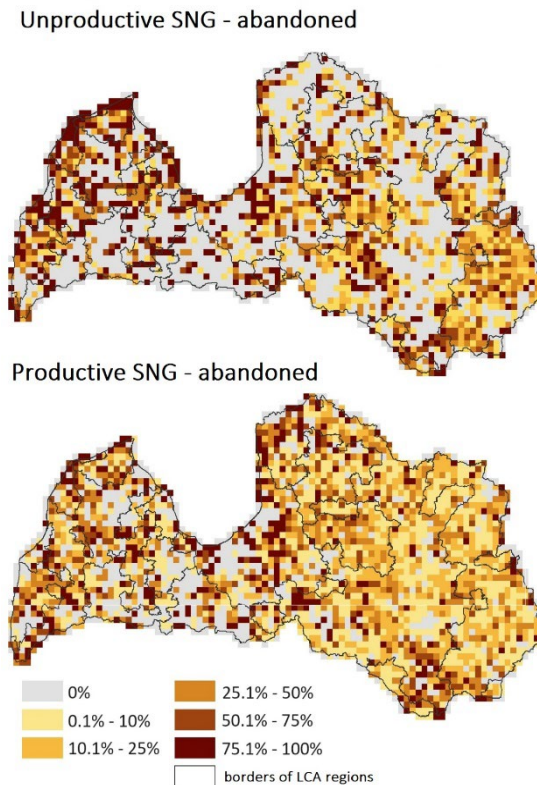 Unproductive SNG - abandoned
Productive SNG - abandoned
0%
0.1% - 10%
10.1% - 25%
25.1% - 50%
50.1% - 75%
75.1% - 100%
borders of LCA regions